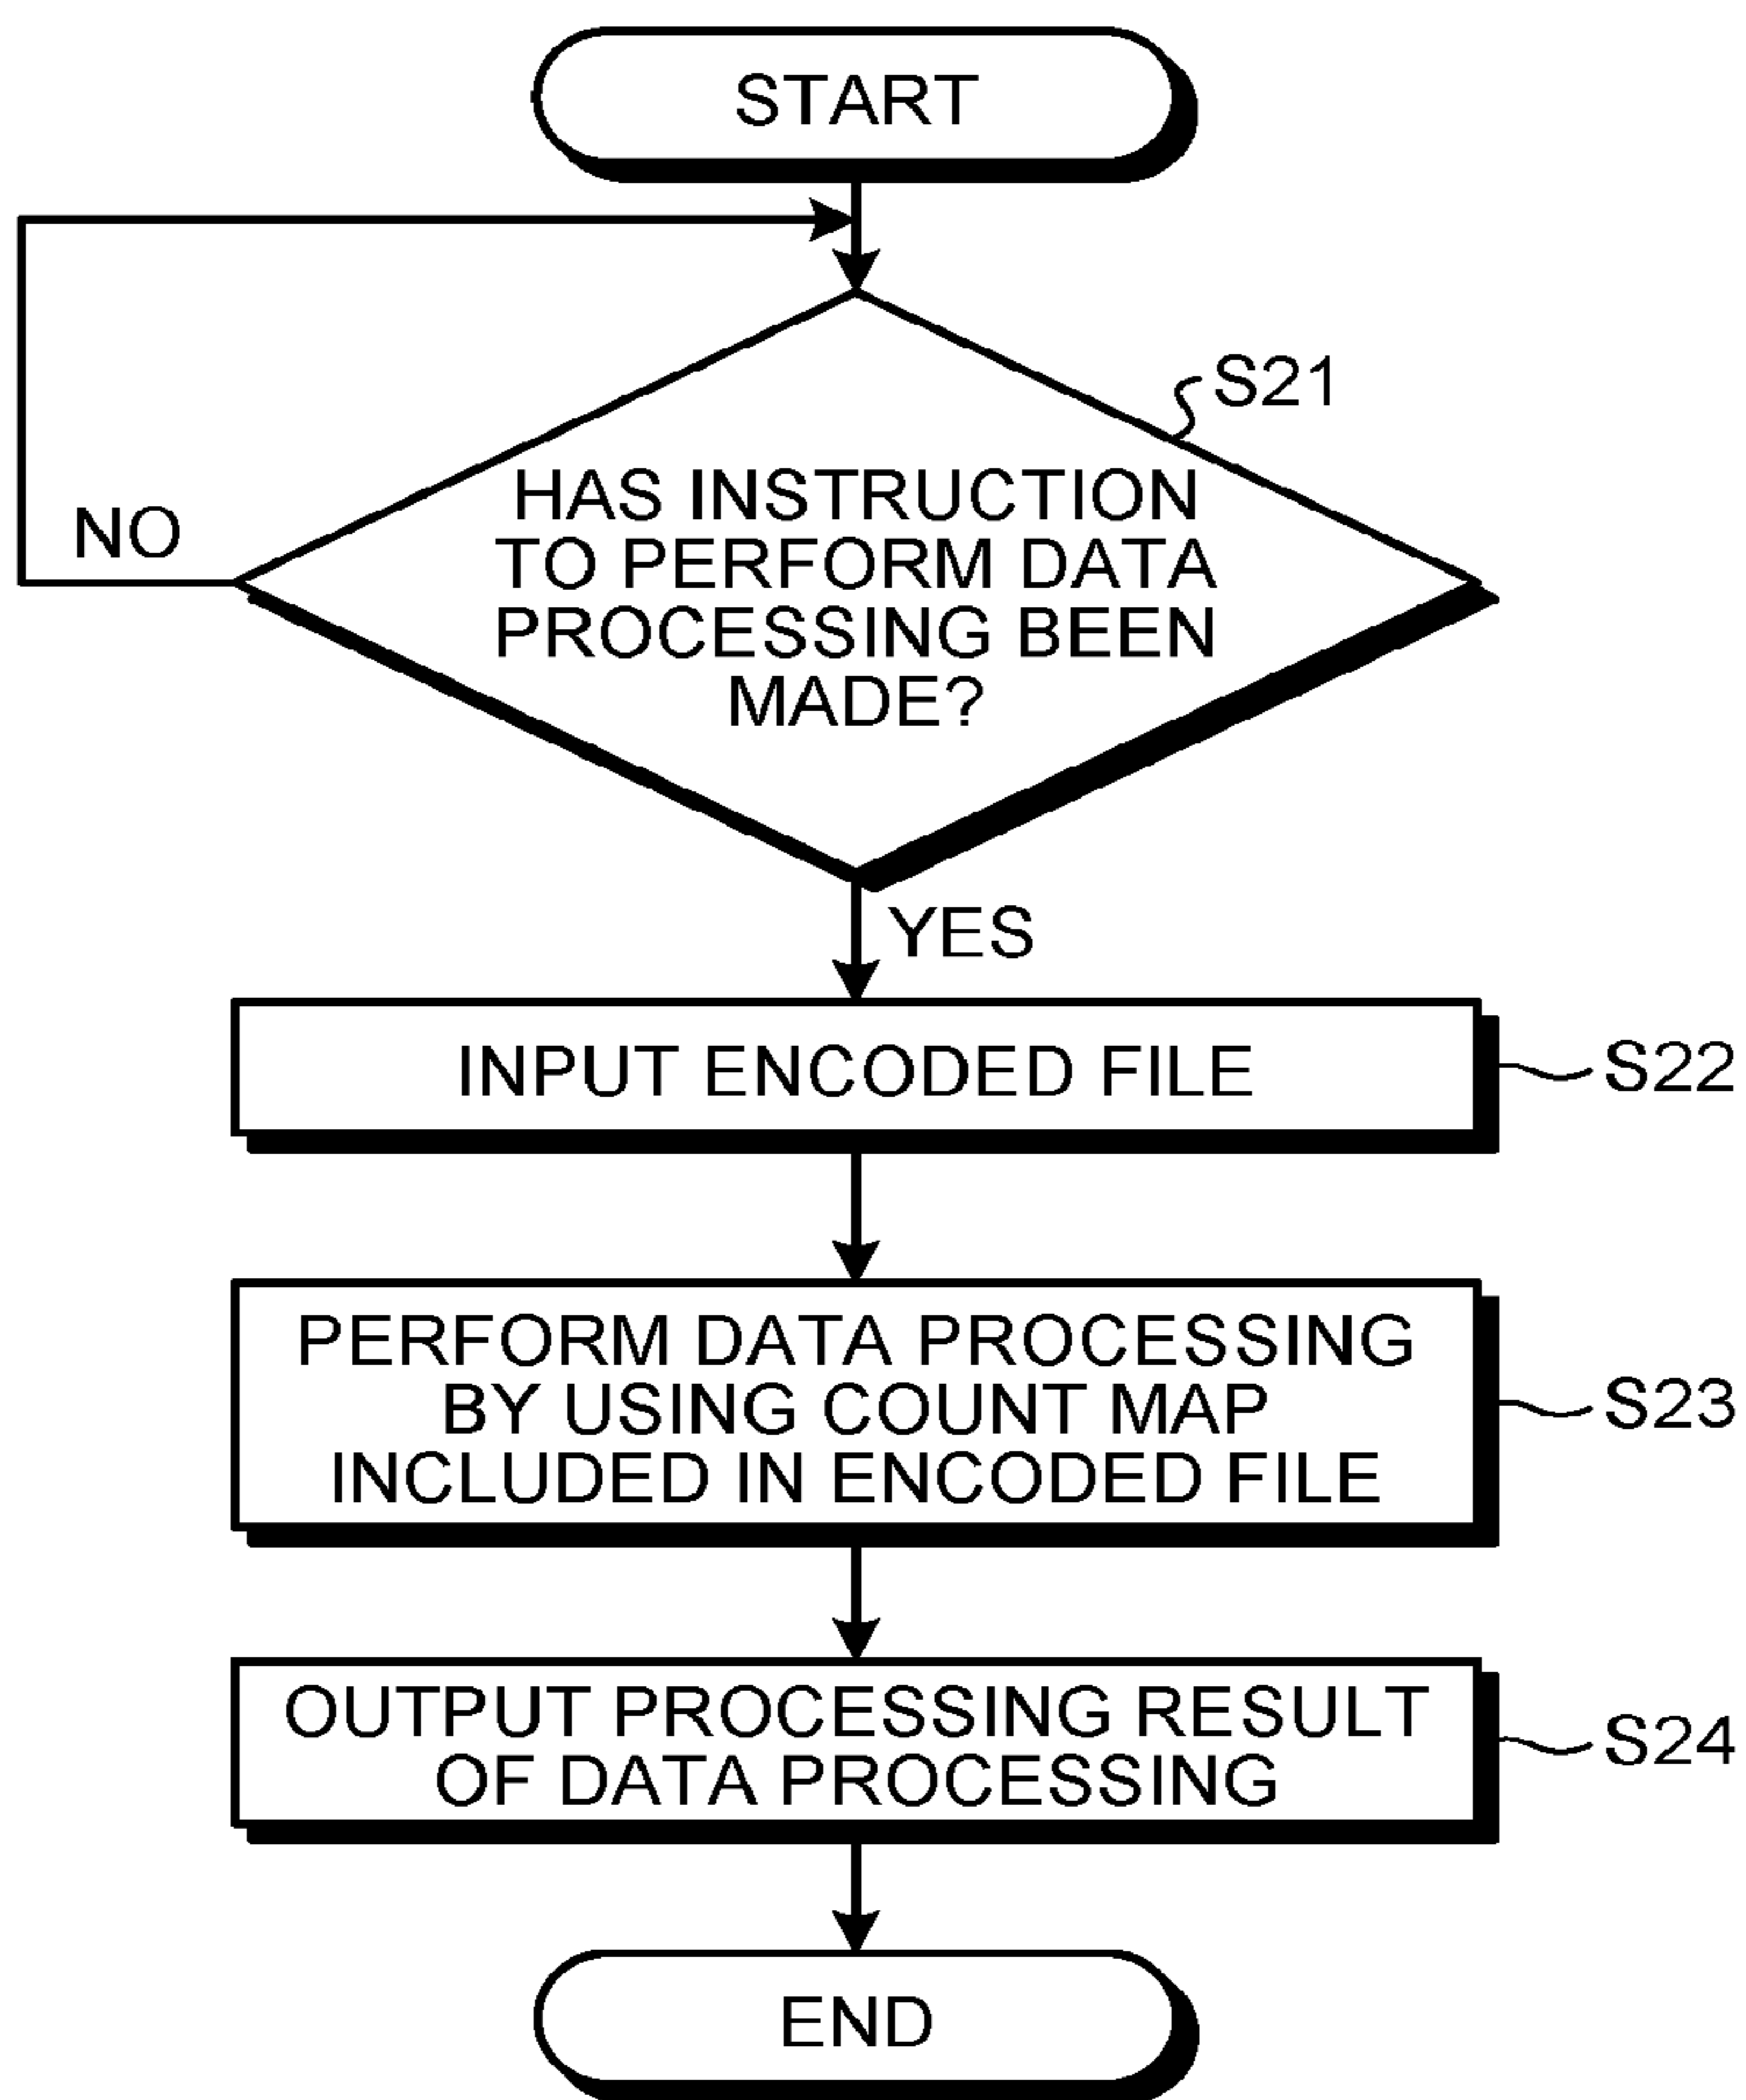 START
S21
HAS INSTRUCTION
TO PERFORM DATA
PROCESSING BEEN
MADE?
NO
YES
INPUT ENCODED FILE
S22
PERFORM DATA PROCESSING
BY USING COUNT MAP
INCLUDED IN ENCODED FILE
S23
OUTPUT PROCESSING RESULT
OF DATA PROCESSING
S24
END